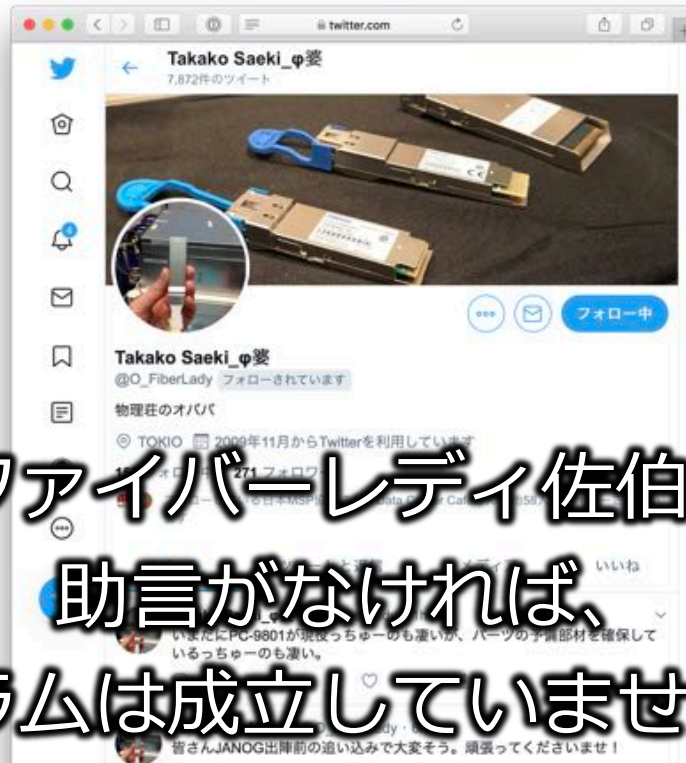 twitter.com
Takako Saeki_φ婆
7,872件のツイート
フォロー中
Takako Saeki_φ婆
@O_FiberLady フォローされています
物理荘のオババ
TOKIO 2009年11月からTwitterを利用しています
271 フォロワー
ファイバーレディ佐伯
いいね
助言がなければ、
いまだにPC-9801が現役っちゅーのも凄いが、パーツの予備部材を確保して
いるっちゅーのも凄い。
ラムは成立していませ
皆さんJANOG出陣前の追い込みで大変そう。頑張ってくださいませ！